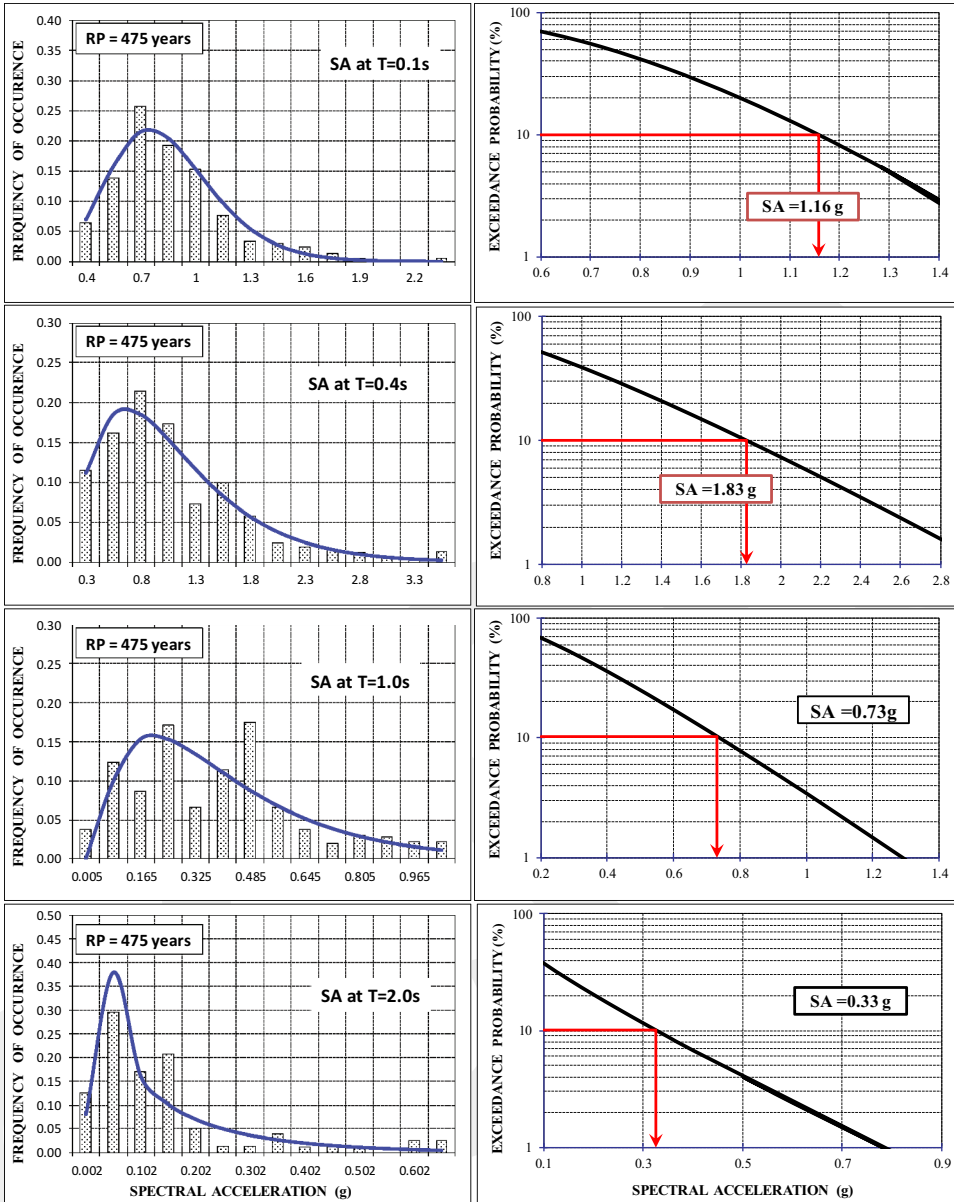 FREQUENCY OF OCCURENCE
0.40
0.35
0.30
0.25
0.20
0.15
0.10
0.05
0.00
RP = 475 years
SA at T=0.1s
0.4 0.7 1 1.3 1.6 1.9 2.2
EXCEEDANCE PROBABILITY (%)
100
10
1
SA =1.16 g
0.6 0.7 0.8 0.9 1 1.1 1.2 1.3 1.4
FREQUENCY OF OCCURENCE
0.30
0.25
0.20
0.15
0.10
0.05
0.00
RP = 475 years
SA at T=0.4s
0.3 0.8 1.3 1.8 2.3 2.8 3.3
EXCEEDANCE PROBABILITY (%)
100
10
1
SA =1.83 g
0.8 1 1.2 1.4 1.6 1.8 2 2.2 2.4 2.6 2.8
FREQUENCY OF OCCURENCE
0.30
0.25
0.20
0.15
0.10
0.05
0.00
RP = 475 years
SA at T=1.0s
0.005 0.165 0.325 0.485 0.645 0.805 0.965
EXCEEDANCE PROBABILITY (%)
100
10
1
SA =0.73g
0.2 0.4 0.6 0.8 1 1.2 1.4
FREQUENCY OF OCCURENCE
0.50
0.45
0.40
0.35
0.30
0.25
0.20
0.15
0.10
0.05
0.00
RP = 475 years
SA at T=2.0s
0.002 0.102 0.202 0.302 0.402 0.502 0.602
SPECTRAL ACCELERATION (g)
EXCEEDANCE PROBABILITY(%)
100
10
1
SA =0.33 g
0.1 0.3 0.5 0.7 0.9
SPECTRAL ACCELERATION (g)